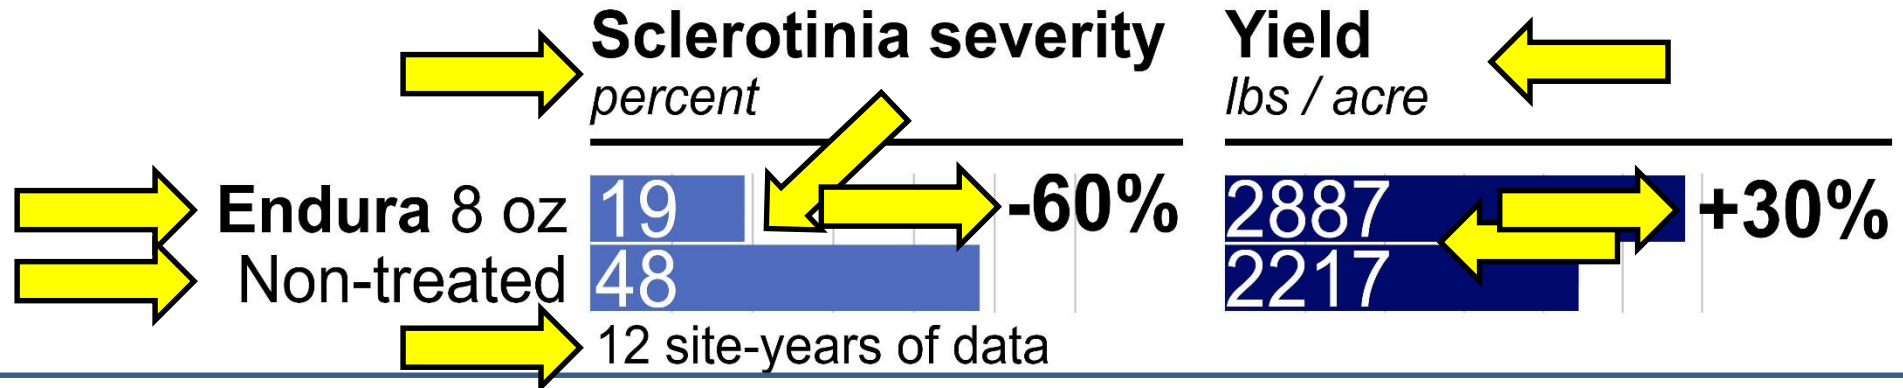 Sclerotinia severity Yield
percent lbs / acre
Endura 8 oz 19 -60% 2887 +30%
Non-treated 48 2217
12 site-years of data